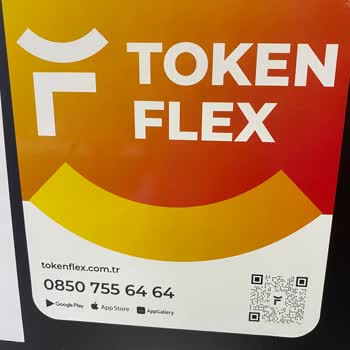 TOKEN
FLEX
tokenflex.com.tr
0850 755 64 64
Google Play App Store AppGallery